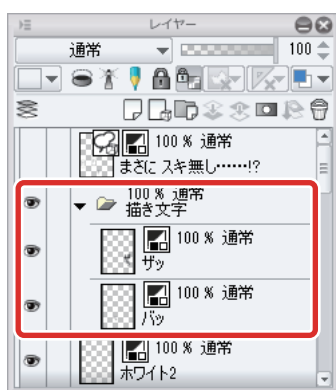 レイヤー
通常 100
100 % 通常
まさに スキ無し……!?
100 % 通常
描き文字
100 % 通常
ザッ
100 % 通常
バッ
100 % 通常
ホワイト2